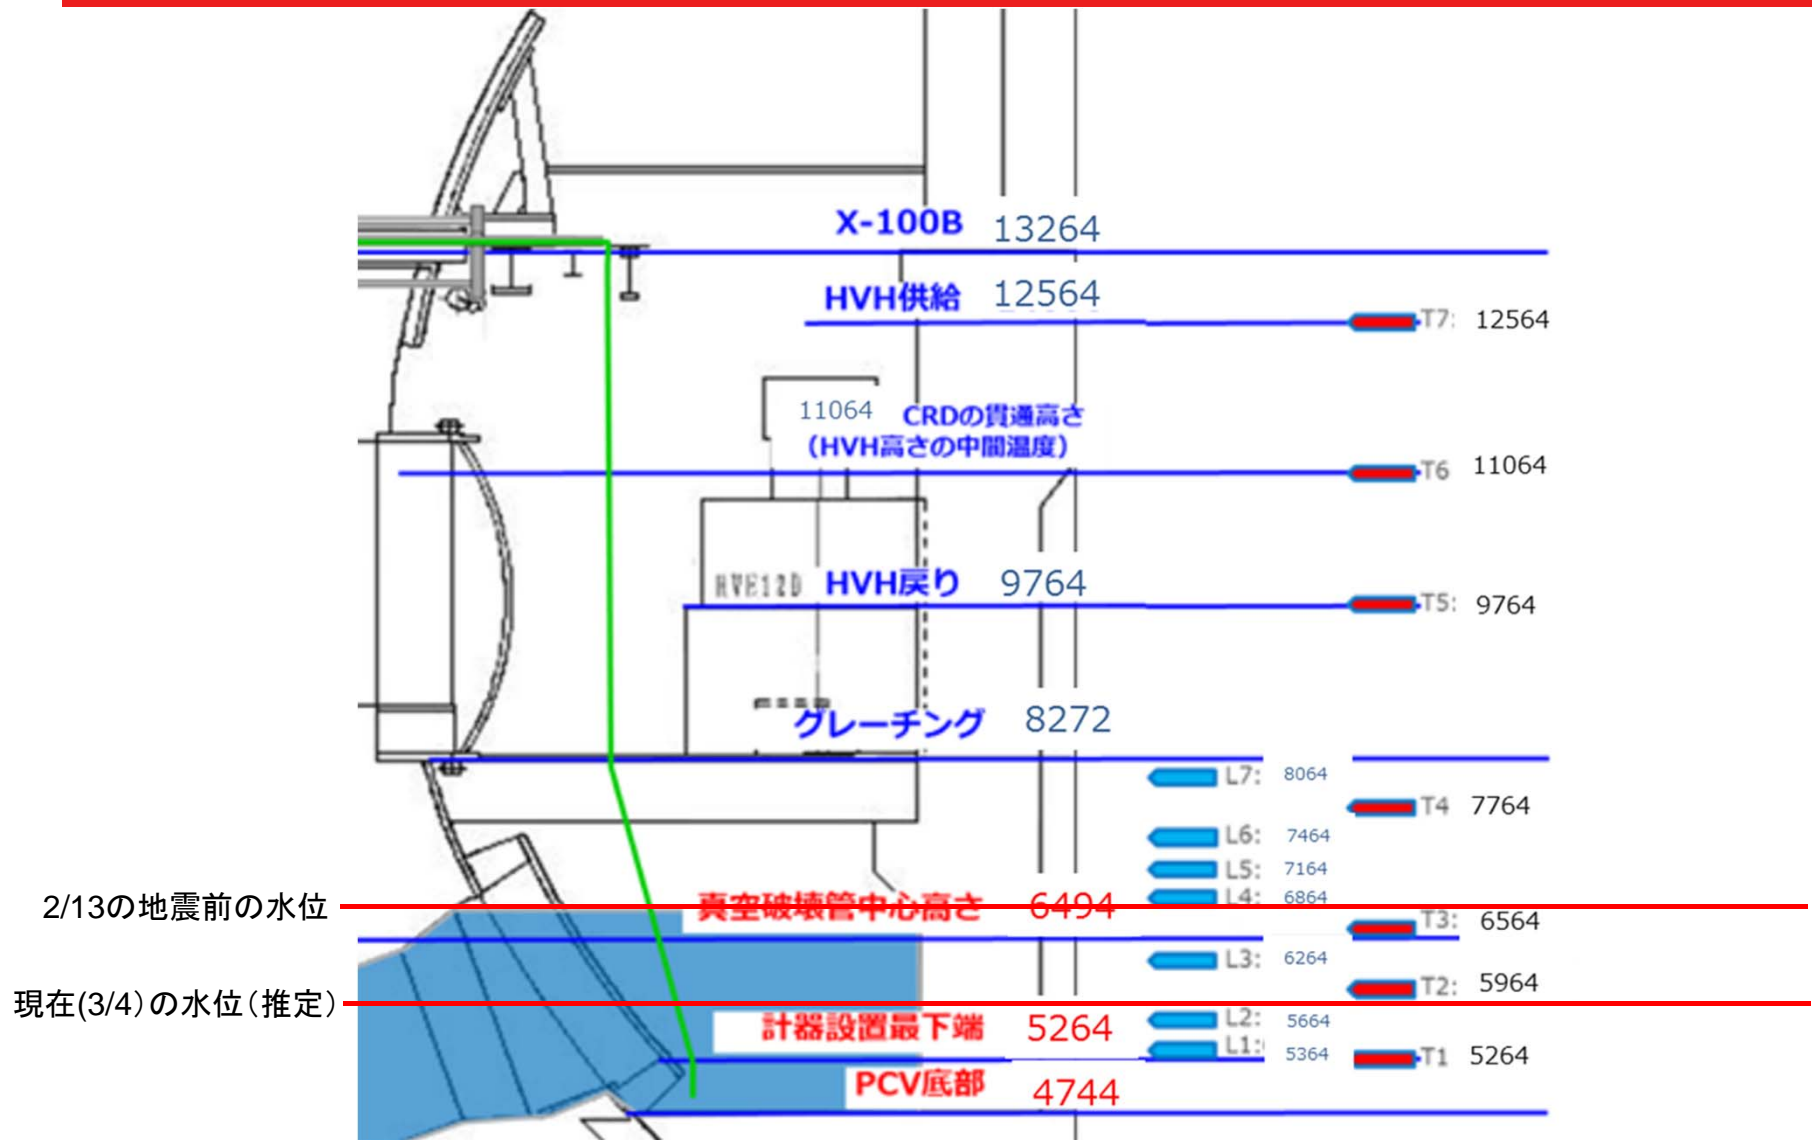 X-100B 13264
HVH供給 12564
T7: 12564
11064 CRDの貫通高さ
(HVH高さの中間温度)
T6 11064
HVH12D HVH戻り 9764
T5: 9764
グレーチング 8272
L7: 8064
T4 7764
L6: 7464
L5: 7164
L4: 6864
2/13の地震前の水位
真空破壊管中心高さ 6494
T3: 6564
L3: 6264
T2: 5964
現在(3/4)の水位(推定)
計器設置最下端 5264
L2: 5664
L1: 5364
T1 5264
PCV底部 4744